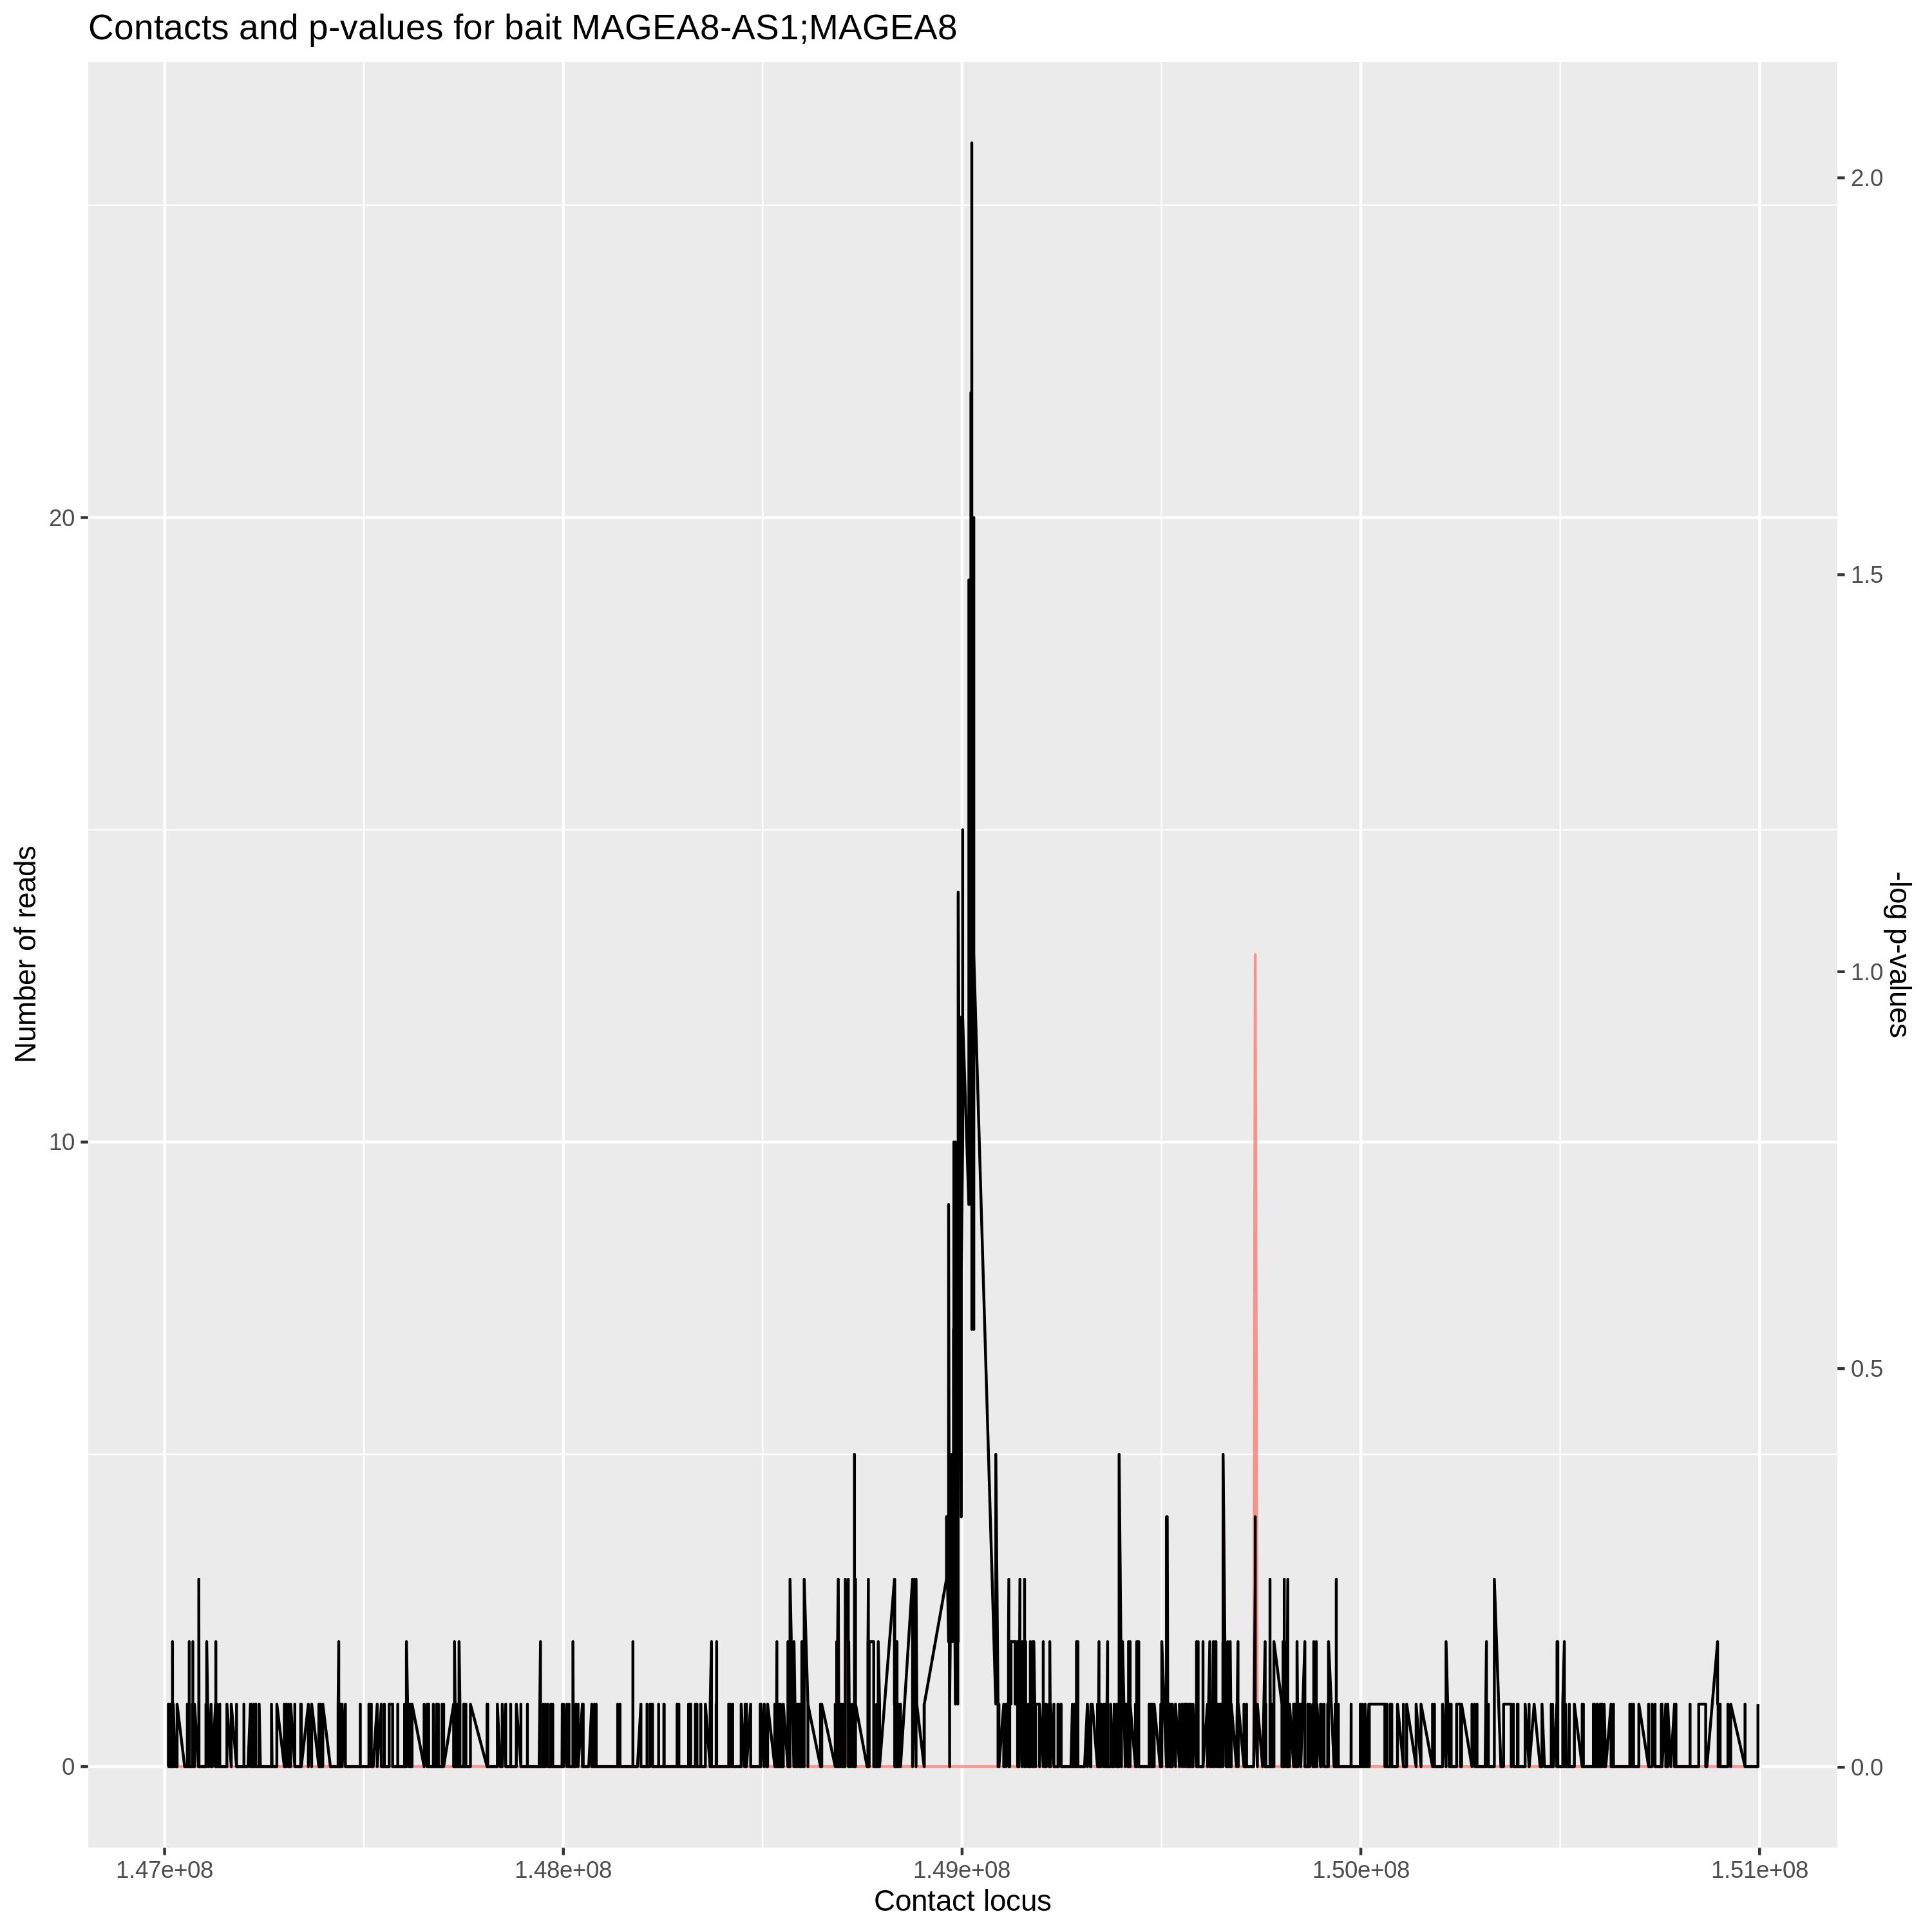 Contacts and p-values for bait MAGEA8-AS1;MAGEA8
Number of reads
20
10
0
2.0
1.5
1.0
0.5
0.0
-log p-values
1.47e+08
1.48e+08
1.49e+08
1.50e+08
1.51e+08
Contact locus